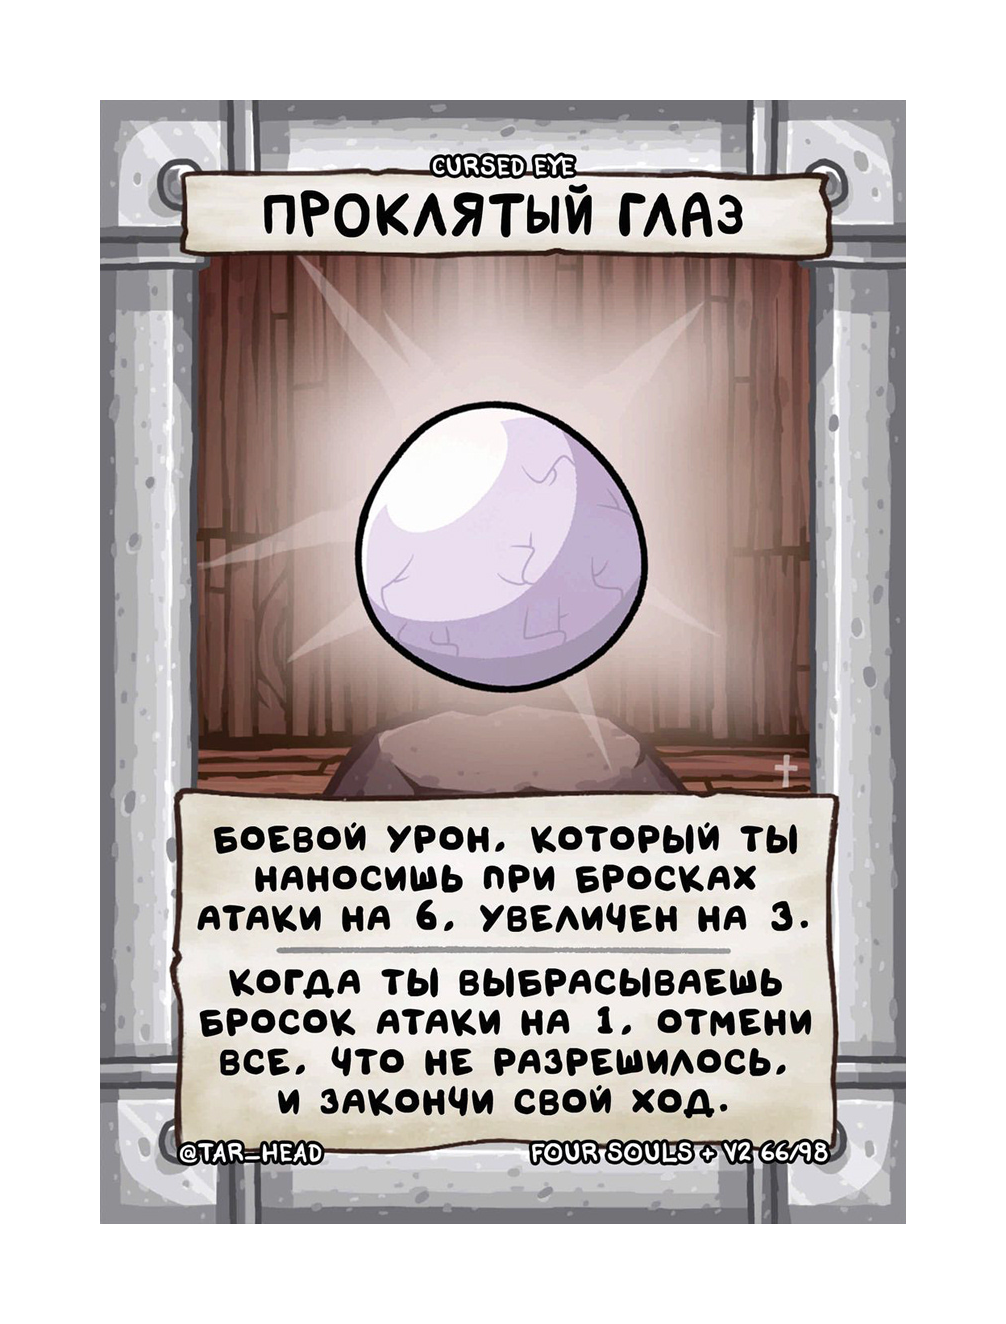 CURSED EYE
ПРОКЛЯТЫЙ ГЛАЗ
БОЕВОЙ УРОН, КОТОРЫЙ ТЫ
НАНОСИШЬ ПРИ БРОСКАХ
АТАКИ НА 6, УВЕЛИЧЕН НА 3.
КОГДА ТЫ ВЫБРАСЫВАЕШЬ
БРОСОК АТАКИ НА 1, ОТМЕНИ
ВСЕ, ЧТО НЕ РАЗРЕШИЛОСЬ,
И ЗАКОНЧИ СВОЙ ХОД.
@TAR_HEAD
FOUR SOULS + V2 66/98